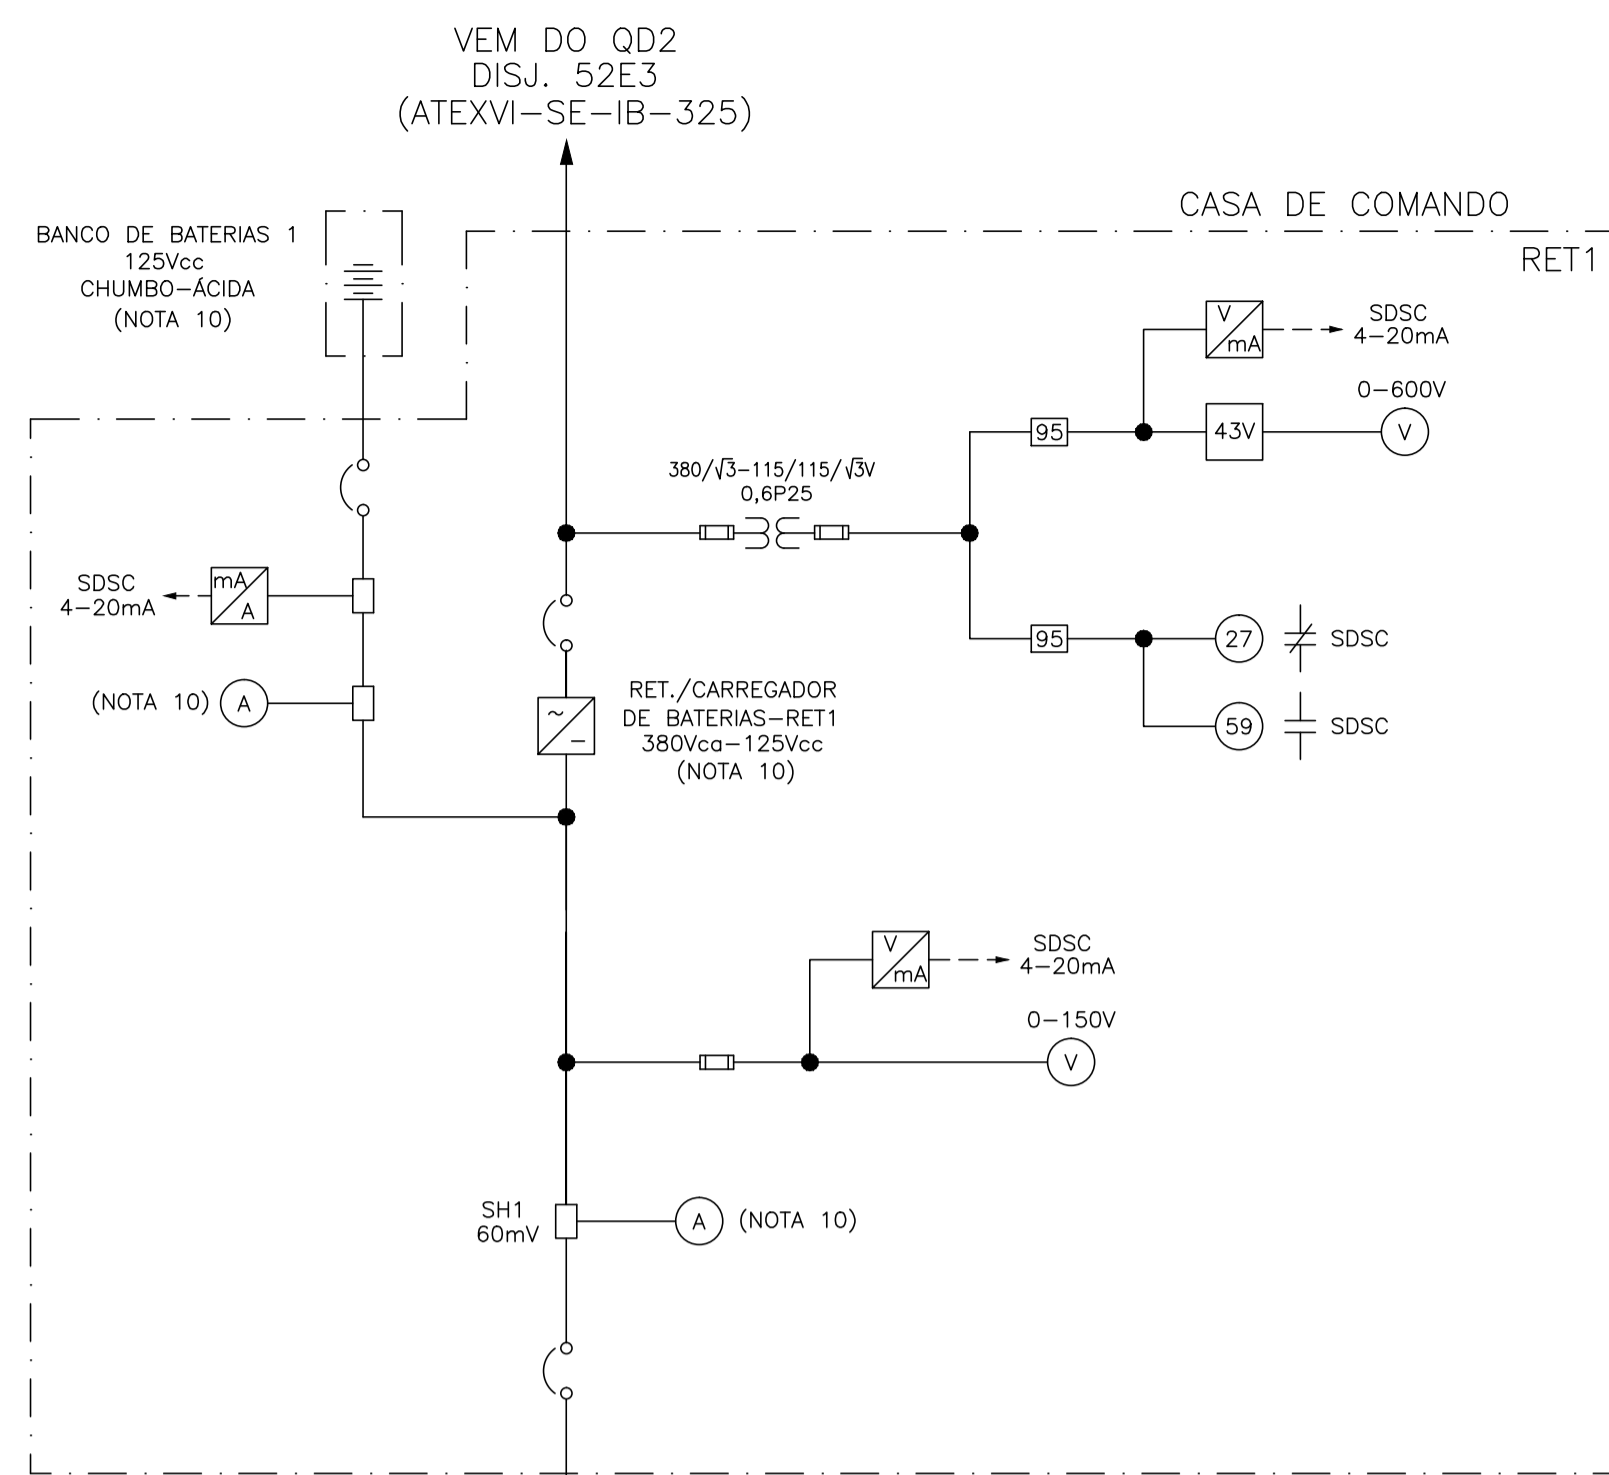 VEM DO QD2
DISJ. 52E3
(ATEXVI-SE-IB-325)
CASA DE COMANDO
RET1
BANCO DE BATERIAS 1
125Vcc
CHUMBO-ÁCIDA
(NOTA 10)
V
mA
SDSC
4-20mA
0-600V
95
43V
V
380/√3-115/115/√3V
0,6P25
SDSC
4-20mA
mA
A
95
27
SDSC
(NOTA 10)
A
RET./CARREGADOR
DE BATERIAS-RET1
380Vca-125Vcc
(NOTA 10)
~
−
59
SDSC
V
mA
SDSC
4-20mA
0-150V
V
SH1
60mV
A
(NOTA 10)